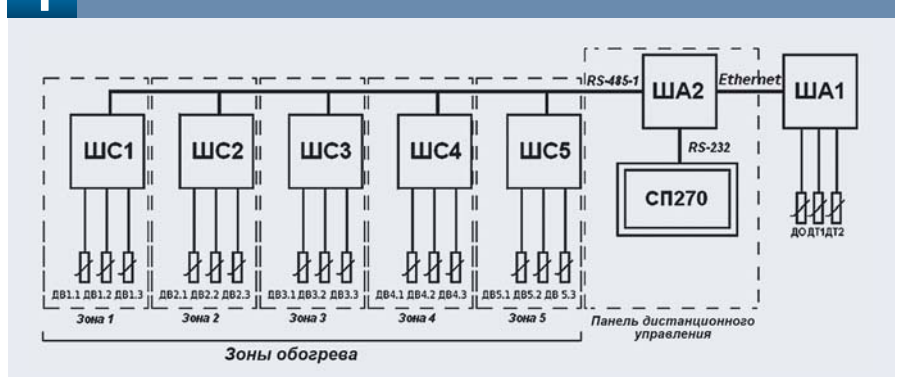 RS-485-1
Ethernet
ШС1 ШС2 ШС3 ШС4 ШС5 ША2 ША1
RS-232
СП270
ДВ1.1 ДВ1.2 ДВ1.3 ДВ2.1 ДВ2.2 ДВ2.3 ДВ3.1 ДВ3.2 ДВ3.3 ДВ4.1 ДВ4.2 ДВ4.3 ДВ5.1 ДВ5.2 ДВ 5.3
ДО ДТ1 ДТ2
Зона 1 Зона 2 Зона 3 Зона 4 Зона 5
Панель дистанционного
управления
Зоны обогрева